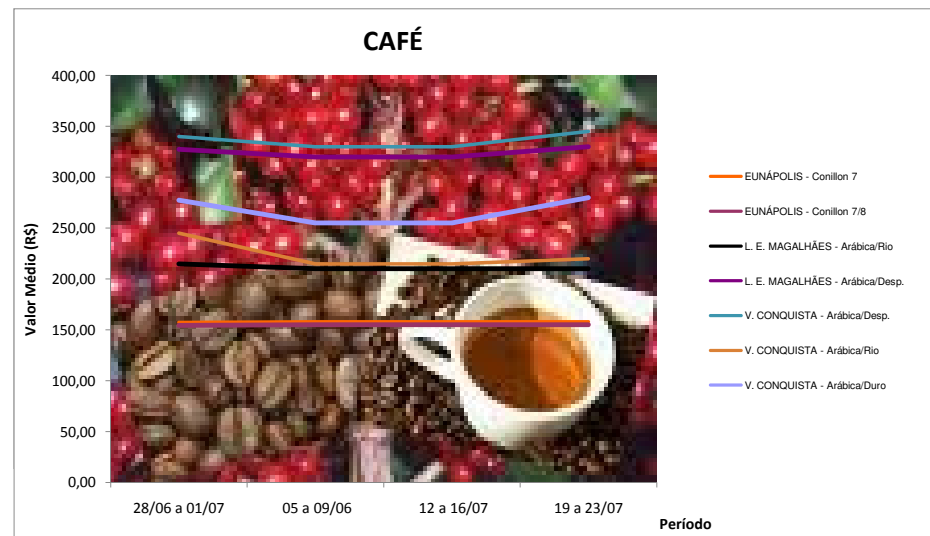 CAFÉ
Valor Médio (R$)
400,00
350,00
300,00
250,00
200,00
150,00
100,00
50,00
0,00
28/06 a 01/07
05 a 09/06
12 a 16/07
19 a 23/07
Período
EUNÁPOLIS - Conillon 7
EUNÁPOLIS - Conillon 7/8
L. E. MAGALHÃES - Arábica/Rio
L. E. MAGALHÃES - Arábica/Desp.
V. CONQUISTA - Arábica/Desp.
V. CONQUISTA - Arábica/Rio
V. CONQUISTA - Arábica/Duro